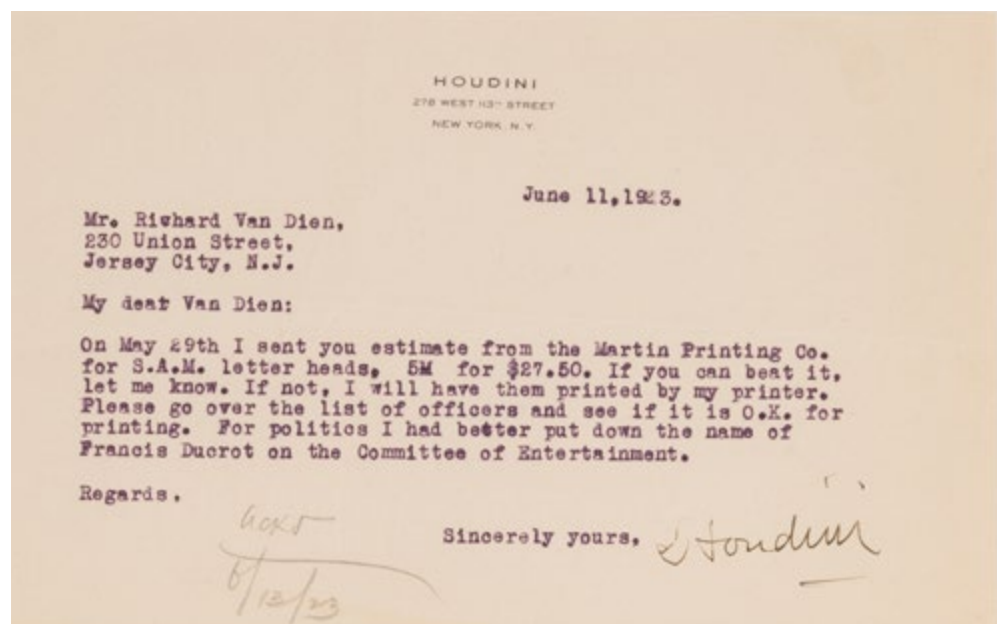 HOUDINI
278 WEST 113TH STREET
NEW YORK. N.Y.
June 11,1923.
Mr. Rivhard Van Dien,
230 Union Street,
Jersey City, N.J.
My dear Van Dien:
On May 29th I sent you estimate from the Martin Printing Co.
for S.A.M. letter heads, 5M for $27.50. If you can beat it,
let me know. If not, I will have them printed by my printer.
Please go over the list of officers and see if it is O.K. for
printing. For politics I had better put down the name of
Francis Ducrot on the Committee of Entertainment.
Regards.
Sincerely yours, Houdini
6/13/23